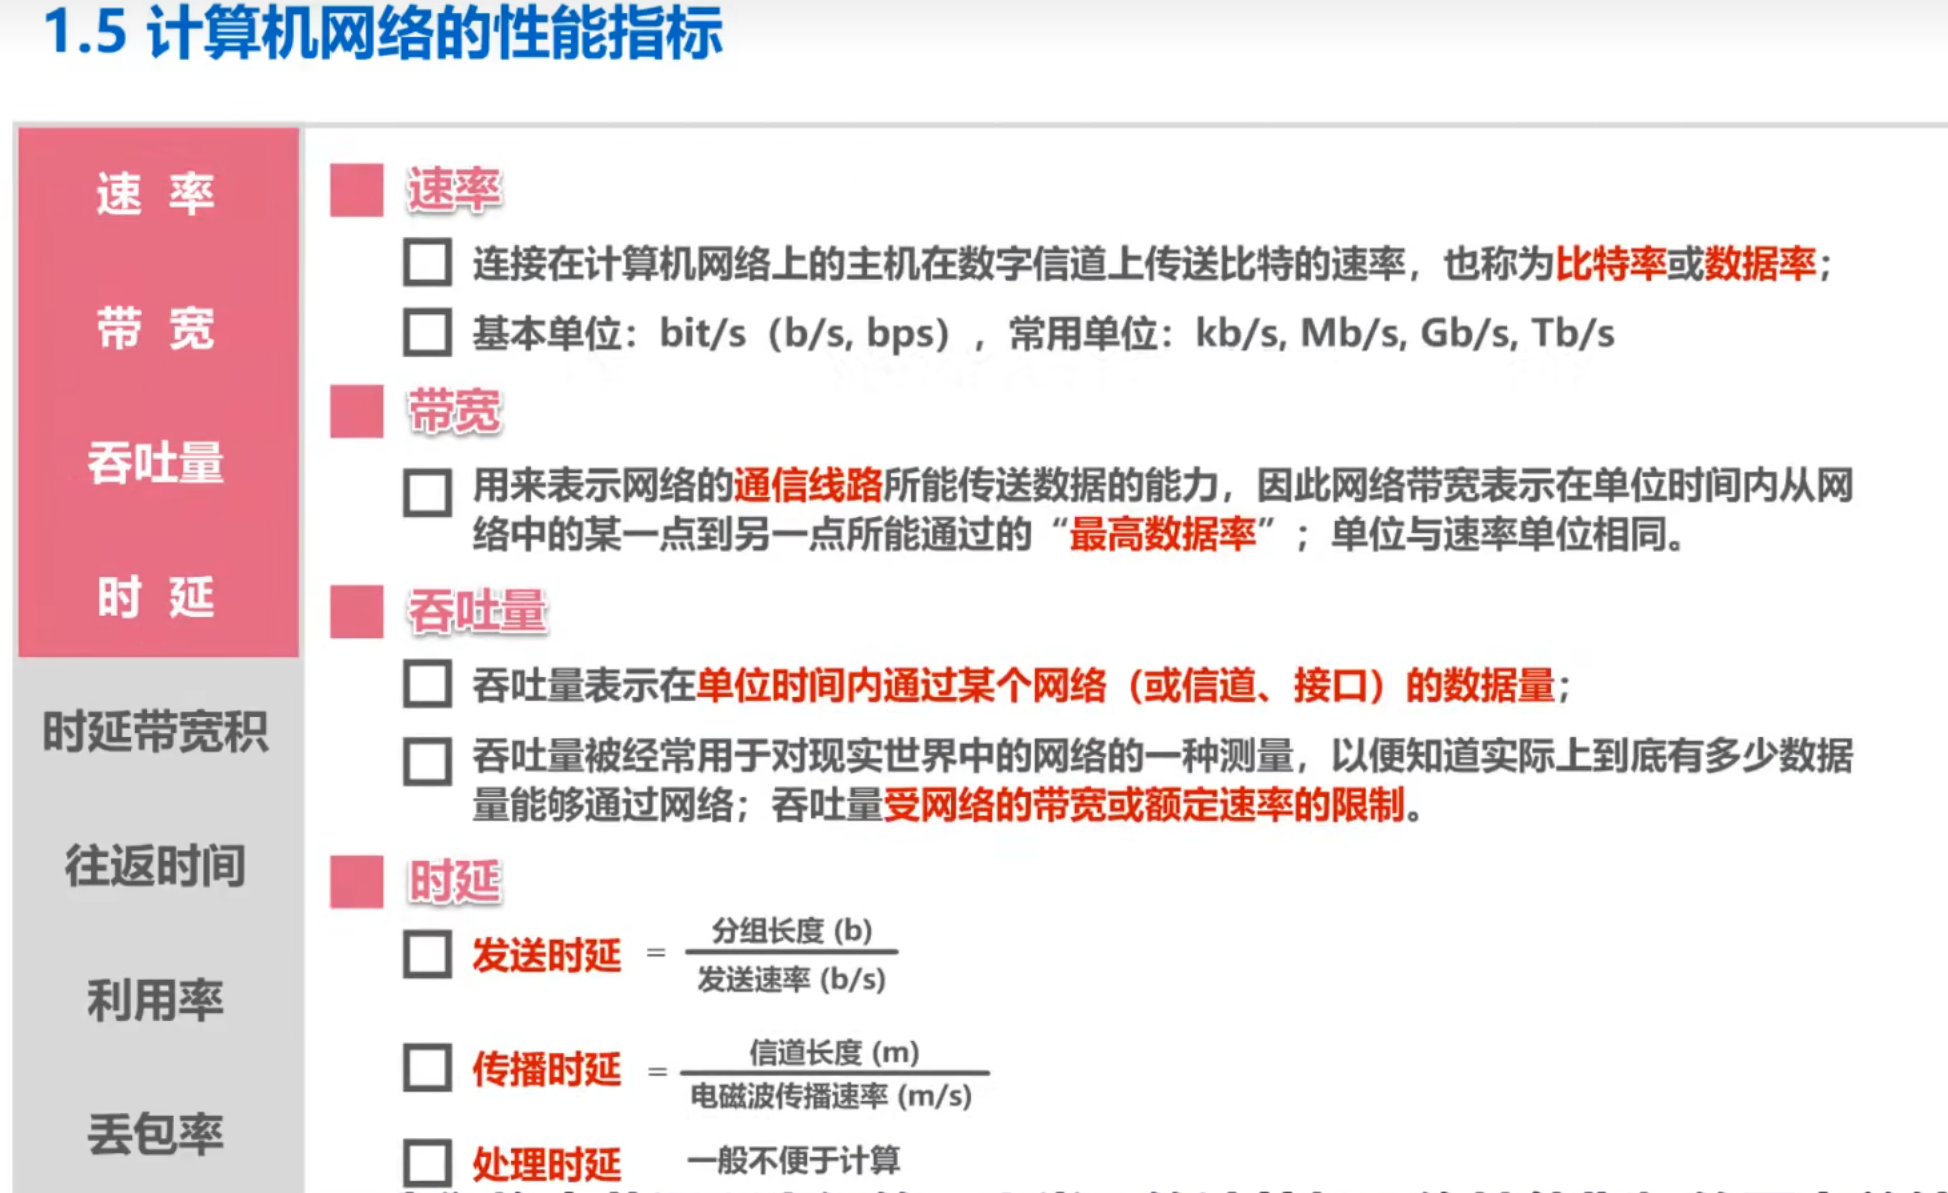 1.5 计算机网络的性能指标
速 率
带 宽
吞吐量
时 延
时延带宽积
往返时间
利用率
丢包率
速率
连接在计算机网络上的主机在数字信道上传送比特的速率，也称为比特率或数据率；
基本单位：bit/s（b/s, bps），常用单位：kb/s, Mb/s, Gb/s, Tb/s
带宽
用来表示网络的通信线路所能传送数据的能力，因此网络带宽表示在单位时间内从网
络中的某一点到另一点所能通过的“最高数据率”；单位与速率单位相同。
吞吐量
吞吐量表示在单位时间内通过某个网络（或信道、接口）的数据量；
吞吐量被经常用于对现实世界中的网络的一种测量，以便知道实际上到底有多少数据
量能够通过网络；吞吐量受网络的带宽或额定速率的限制。
时延
发送时延 =
分组长度 (b)
发送速率 (b/s)
传播时延 =
信道长度 (m)
电磁波传播速率 (m/s)
处理时延 一般不便于计算